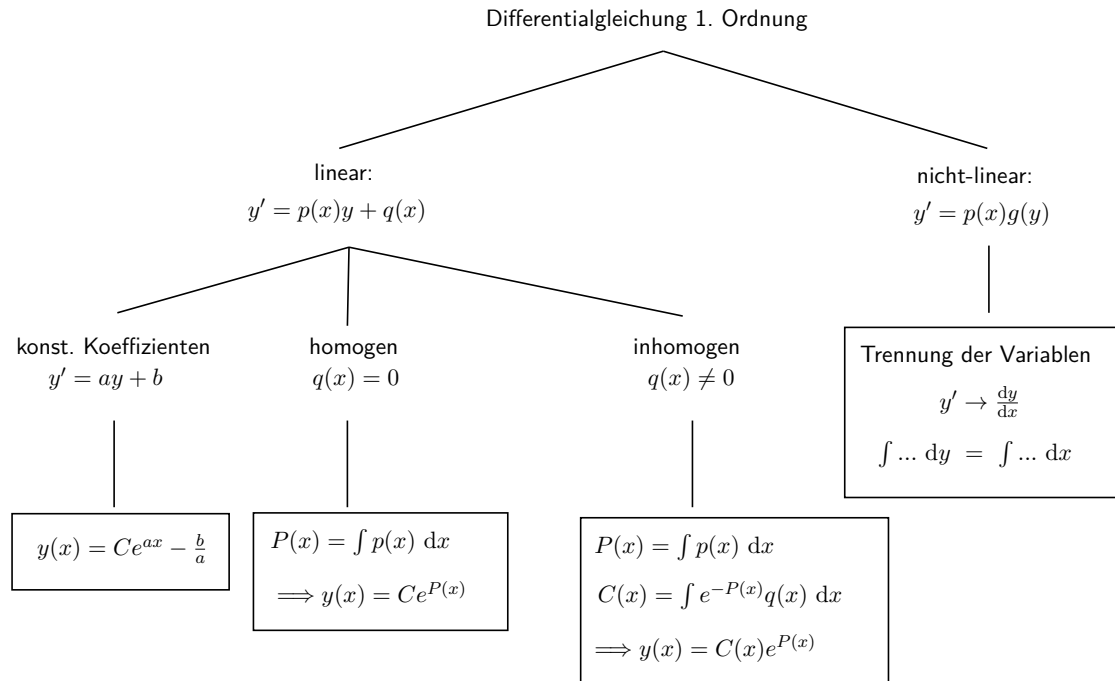 Differentialgleichung 1. Ordnung
linear:
y′ = p(x)y + q(x)
nicht-linear:
y′ = p(x)g(y)
konst. Koeffizienten
y′ = ay + b
homogen
q(x) = 0
inhomogen
q(x) ≠ 0
Trennung der Variablen
y′ → dy/dx
∫ ... dy = ∫ ... dx
y(x) = Ce^{ax} − b/a
P(x) = ∫ p(x) dx
⟹ y(x) = Ce^{P(x)}
P(x) = ∫ p(x) dx
C(x) = ∫ e^{−P(x)}q(x) dx
⟹ y(x) = C(x)e^{P(x)}